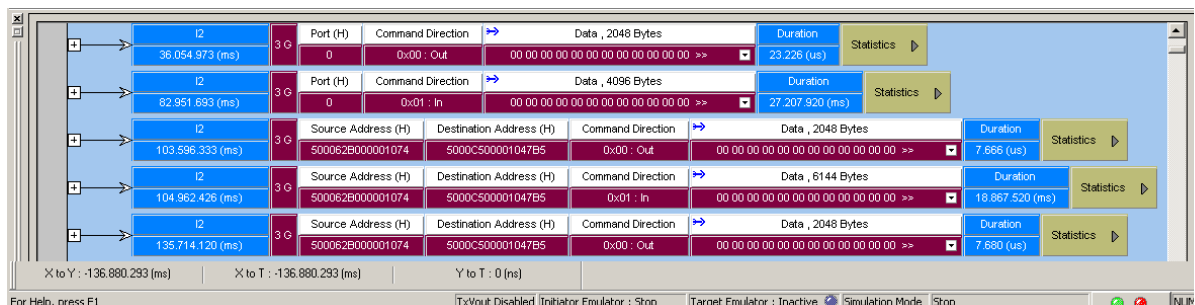 I2 Port (H) Command Direction Data , 2048 Bytes Duration
36.054.973 (ms) 3 G 0 0x00 : Out 00 00 00 00 00 00 00 00 00 00 00 00 >> 23.226 (us) Statistics
I2 Port (H) Command Direction Data , 4096 Bytes Duration
82.951.693 (ms) 3 G 0 0x01 : In 00 00 00 00 00 00 00 00 00 00 00 00 >> 27.207.920 (ms) Statistics
I2 Source Address (H) Destination Address (H) Command Direction Data , 2048 Bytes Duration
103.596.333 (ms) 3 G 500062B000001074 5000C500001047B5 0x00 : Out 00 00 00 00 00 00 00 00 00 00 00 00 >> 7.666 (us) Statistics
I2 Source Address (H) Destination Address (H) Command Direction Data , 6144 Bytes Duration
104.962.426 (ms) 3 G 500062B000001074 5000C500001047B5 0x01 : In 00 00 00 00 00 00 00 00 00 00 00 00 >> 18.867.520 (ms) Statistics
I2 Source Address (H) Destination Address (H) Command Direction Data , 2048 Bytes Duration
135.714.120 (ms) 3 G 500062B000001074 5000C500001047B5 0x00 : Out 00 00 00 00 00 00 00 00 00 00 00 00 >> 7.680 (us) Statistics
X to Y : -136.880.293 (ms) X to T : -136.880.293 (ms) Y to T : 0 (ns)
For Help, press F1 TxVout Disabled Initiator Emulator : Stop Target Emulator : Inactive Simulation Mode Stop NUM